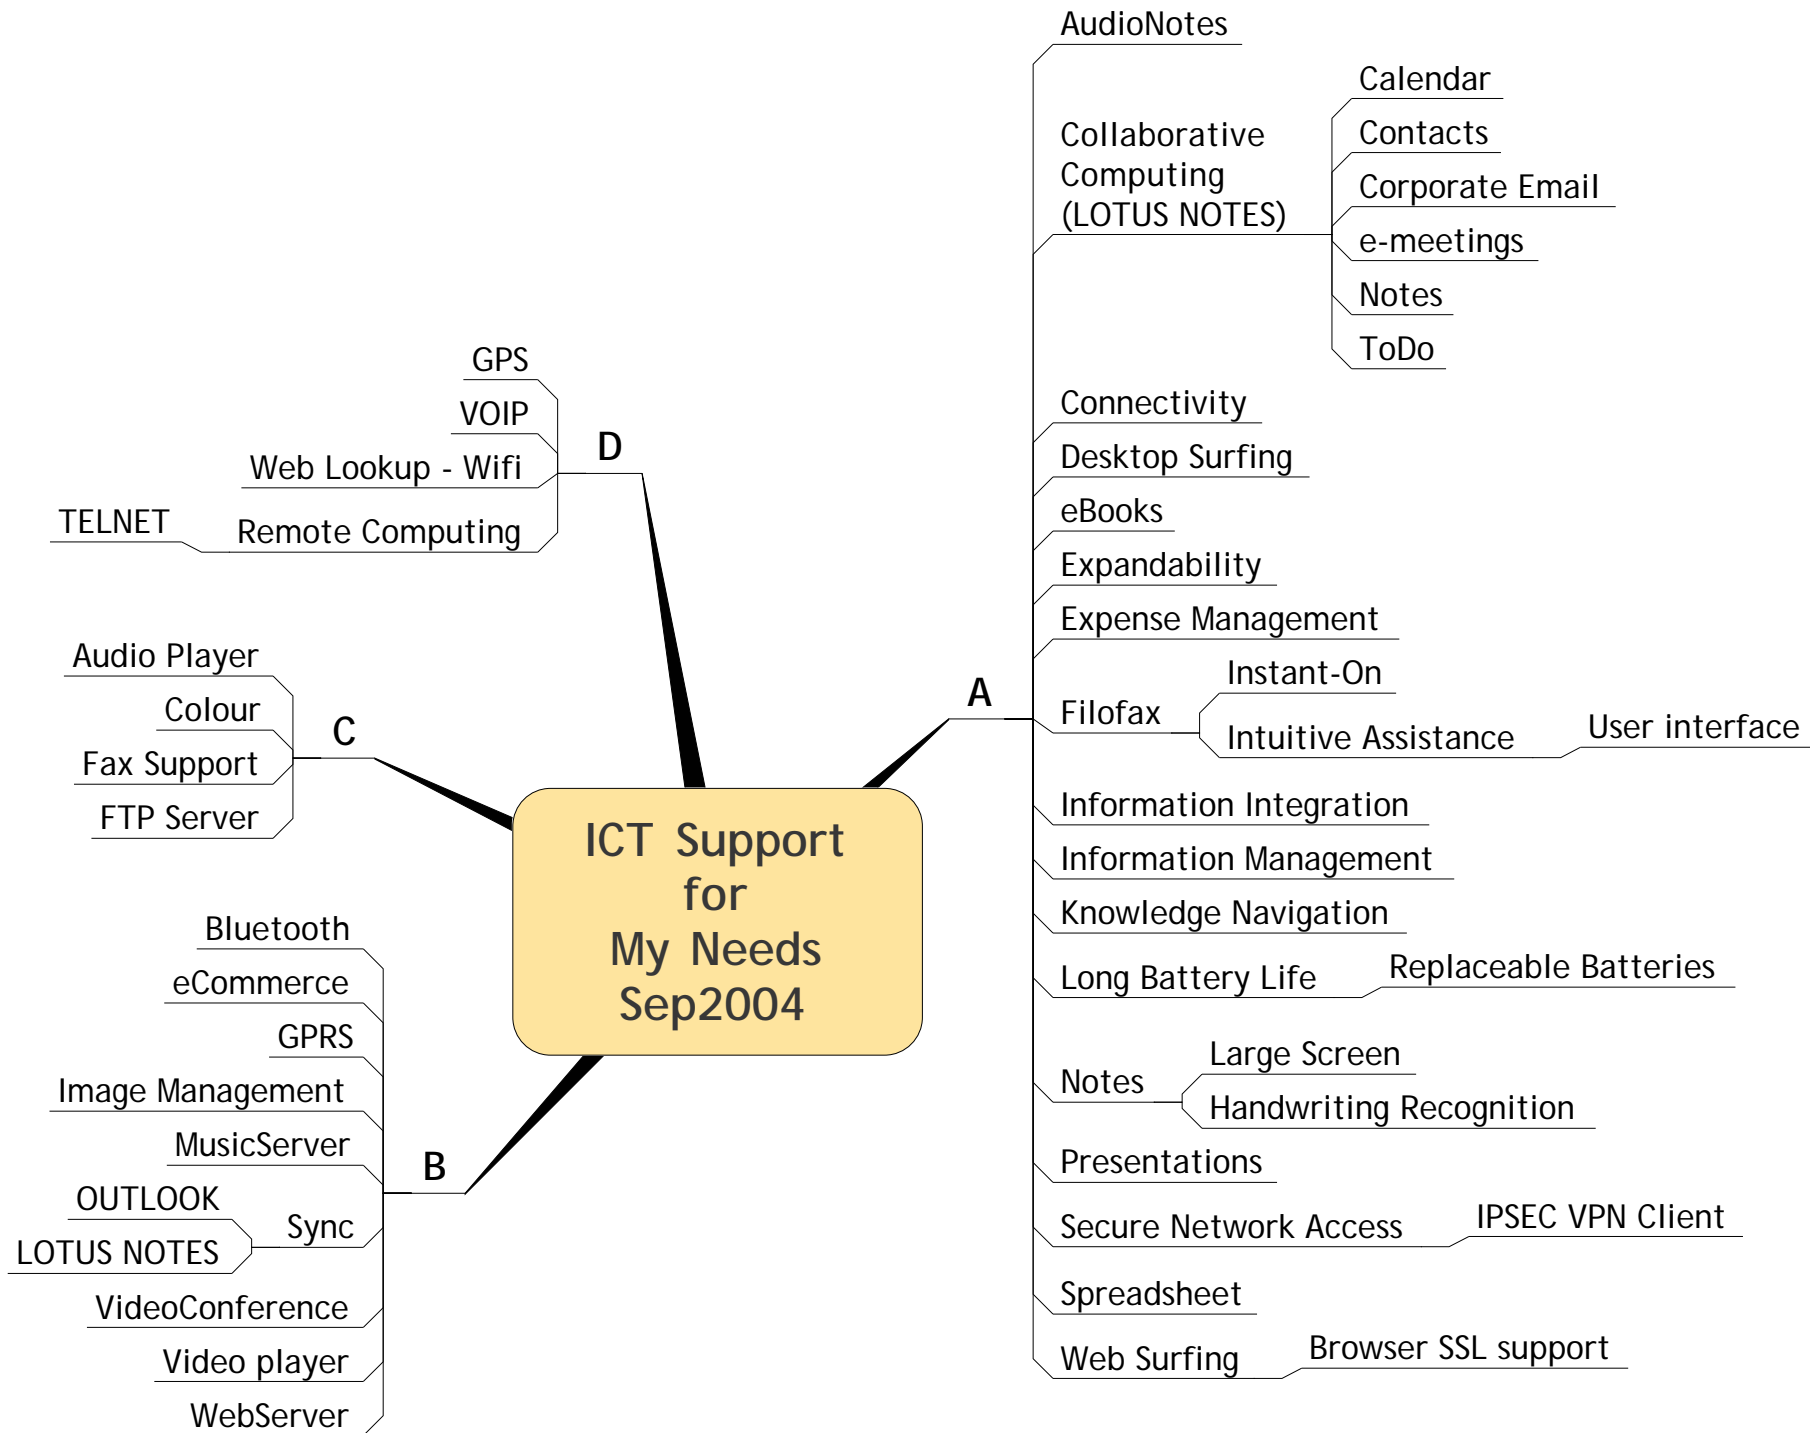 ICT Support
for
My Needs
Sep2004
A
AudioNotes
Collaborative
Computing
(LOTUS NOTES)
Calendar
Contacts
Corporate Email
e-meetings
Notes
ToDo
Connectivity
Desktop Surfing
eBooks
Expandability
Expense Management
Filofax
Instant-On
Intuitive Assistance
User interface
Information Integration
Information Management
Knowledge Navigation
Long Battery Life
Replaceable Batteries
Notes
Large Screen
Handwriting Recognition
Presentations
Secure Network Access
IPSEC VPN Client
Spreadsheet
Web Surfing
Browser SSL support
B
Bluetooth
eCommerce
GPRS
Image Management
MusicServer
Sync
OUTLOOK
LOTUS NOTES
VideoConference
Video player
WebServer
C
Audio Player
Colour
Fax Support
FTP Server
D
GPS
VOIP
Web Lookup - Wifi
Remote Computing
TELNET